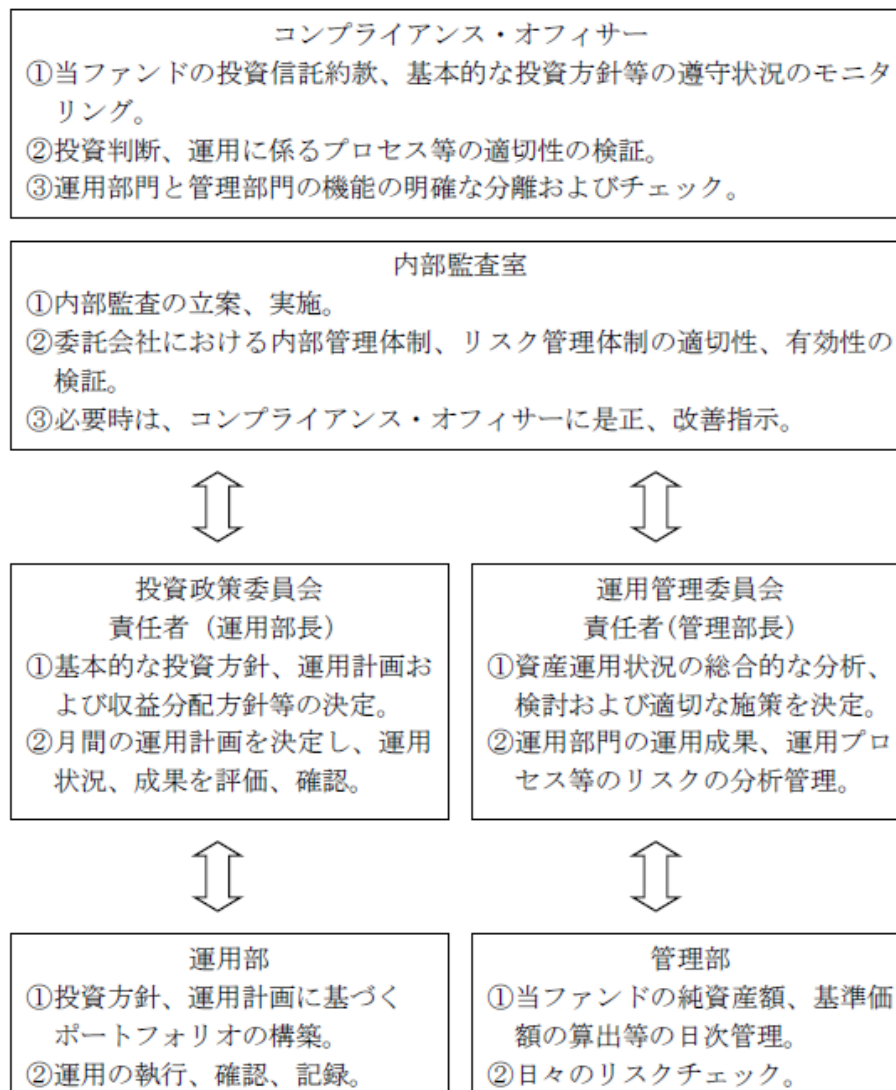 コンプライアンス・オフィサー
①当ファンドの投資信託約款、基本的な投資方針等の遵守状況のモニタ
リング。
②投資判断、運用に係るプロセス等の適切性の検証。
③運用部門と管理部門の機能の明確な分離およびチェック。
内部監査室
①内部監査の立案、実施。
②委託会社における内部管理体制、リスク管理体制の適切性、有効性の
検証。
③必要時は、コンプライアンス・オフィサーに是正、改善指示。
投資政策委員会
責任者（運用部長）
①基本的な投資方針、運用計画お
よび収益分配方針等の決定。
②月間の運用計画を決定し、運用
状況、成果を評価、確認。
運用管理委員会
責任者(管理部長）
①資産運用状況の総合的な分析、
検討および適切な施策を決定。
②運用部門の運用成果、運用プロ
セス等のリスクの分析管理。
運用部
①投資方針、運用計画に基づく
ポートフォリオの構築。
②運用の執行、確認、記録。
管理部
①当ファンドの純資産額、基準価
額の算出等の日次管理。
②日々のリスクチェック。